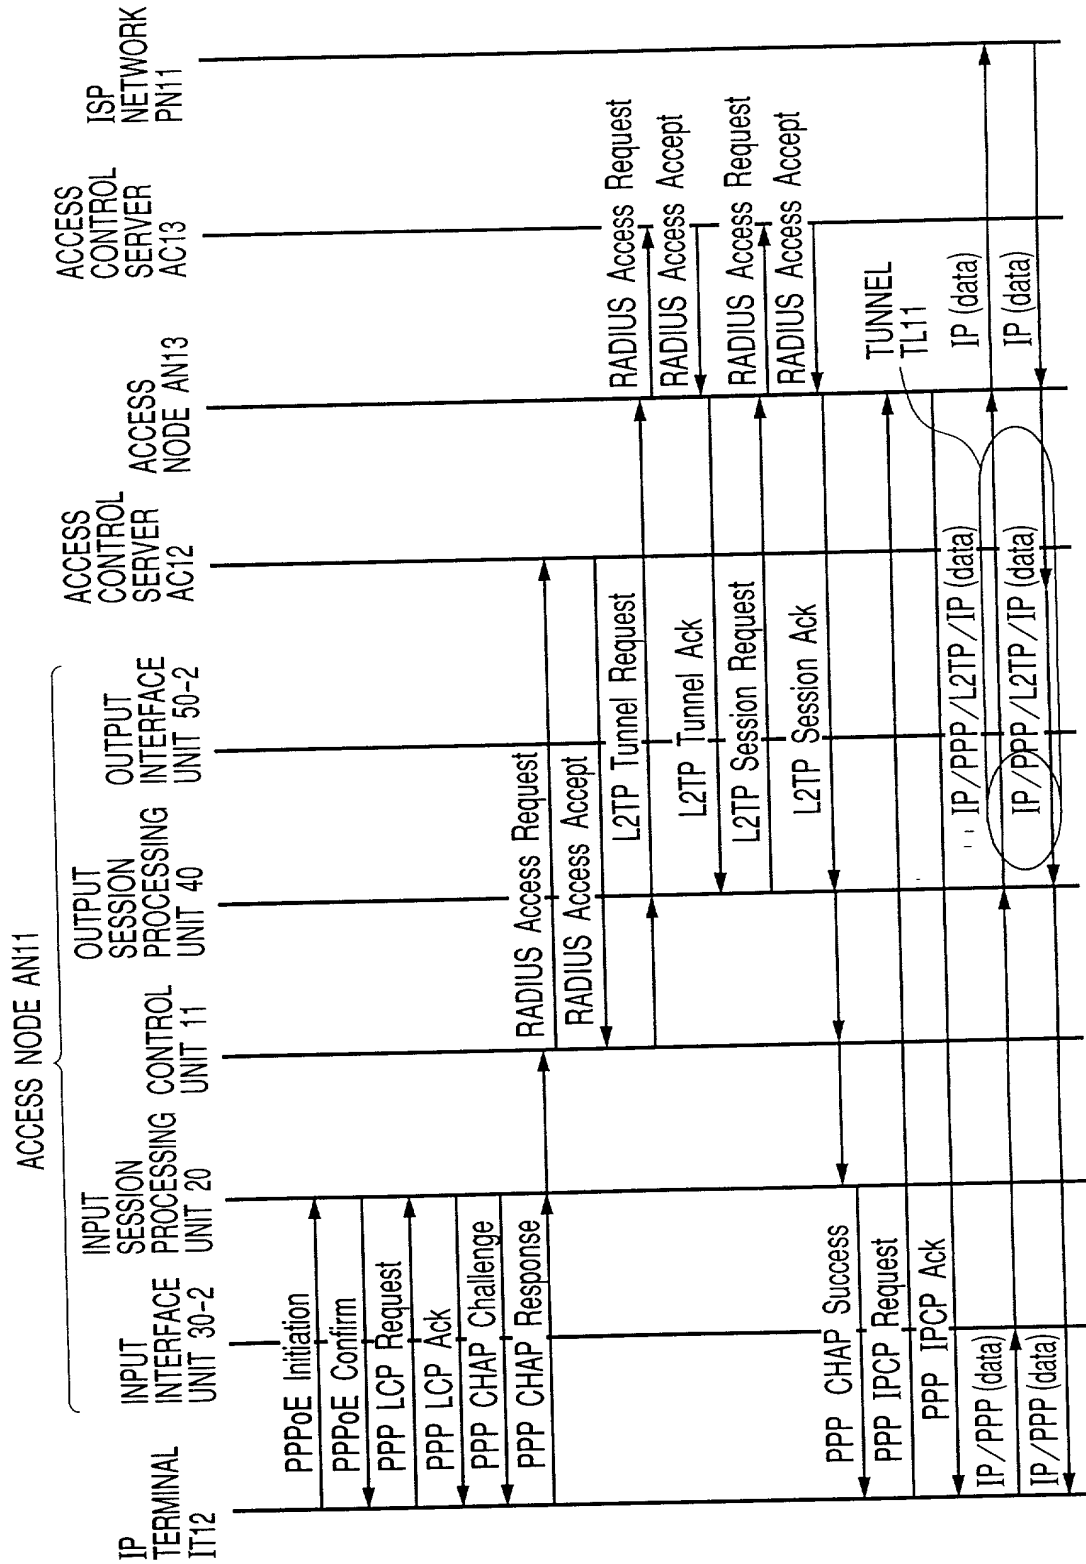 ACCESS NODE AN11
IP
TERMINAL
IT12
INPUT
INTERFACE
UNIT 30-2
INPUT
SESSION
PROCESSING
UNIT 20
CONTROL
UNIT 11
OUTPUT
SESSION
PROCESSING
UNIT 40
OUTPUT
INTERFACE
UNIT 50-2
ACCESS
CONTROL
SERVER
AC12
ACCESS
NODE AN13
ACCESS
CONTROL
SERVER
AC13
ISP
NETWORK
PN11
PPPoE Initiation
PPPoE Confirm
PPP LCP Request
PPP LCP Ack
PPP CHAP Challenge
PPP CHAP Response
RADIUS Access Request
RADIUS Access Accept
L2TP Tunnel Request
RADIUS Access Request
RADIUS Access Accept
L2TP Tunnel Ack
L2TP Session Request
RADIUS Access Request
RADIUS Access Accept
L2TP Session Ack
PPP CHAP Success
PPP IPCP Request
PPP IPCP Ack
TUNNEL
TL11
IP/PPP (data)
IP/PPP/L2TP/IP (data)
IP (data)
IP/PPP (data)
IP/PPP/L2TP/IP (data)
IP (data)